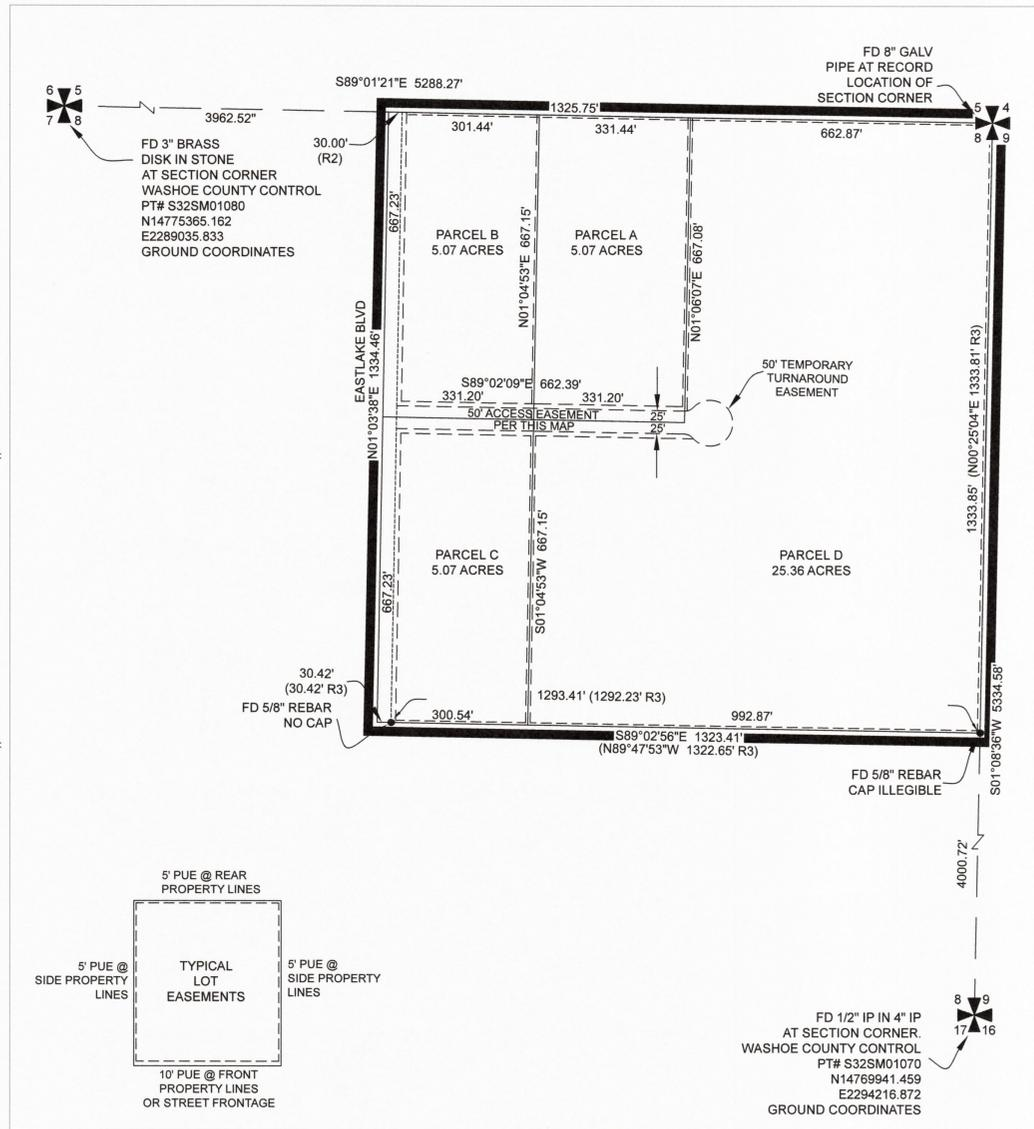 FD 8" GALV
PIPE AT RECORD
LOCATION OF
SECTION CORNER
S89°01'21"E 5288.27'
6 5
7 8
3962.52"
1325.75'
5 4
8 9
301.44'
331.44'
662.87'
30.00'
(R2)
FD 3" BRASS
DISK IN STONE
AT SECTION CORNER
WASHOE COUNTY CONTROL
PT# S32SM01080
N14775365.162
E2289035.833
GROUND COORDINATES
667.23'
PARCEL B
5.07 ACRES
N01°04'53"E 667.15'
PARCEL A
5.07 ACRES
N01°06'07"E 667.08'
EASTLAKE BLVD
N01°03'38"E 1334.46'
1333.85' (N00°25'04"E 1333.81' R3)
50' TEMPORARY
TURNAROUND
EASEMENT
S89°02'09"E 662.39'
331.20'
331.20'
50' ACCESS EASEMENT
PER THIS MAP
25'
25'
667.23'
PARCEL C
5.07 ACRES
S01°04'53"W 667.15'
PARCEL D
25.36 ACRES
30.42'
(30.42' R3)
FD 5/8" REBAR
NO CAP
300.54'
1293.41' (1292.23' R3)
992.87'
S89°02'56"E 1323.41'
(N89°47'53"W 1322.65' R3)
S01°08'36"W 5334.58'
FD 5/8" REBAR
CAP ILLEGIBLE
4000.72'
5' PUE @ REAR
PROPERTY LINES
5' PUE @
SIDE PROPERTY
LINES
TYPICAL
LOT
EASEMENTS
5' PUE @
SIDE PROPERTY
LINES
10' PUE @ FRONT
PROPERTY LINES
OR STREET FRONTAGE
8 9
17 16
FD 1/2" IP IN 4" IP
AT SECTION CORNER.
WASHOE COUNTY CONTROL
PT# S32SM01070
N14769941.459
E2294216.872
GROUND COORDINATES